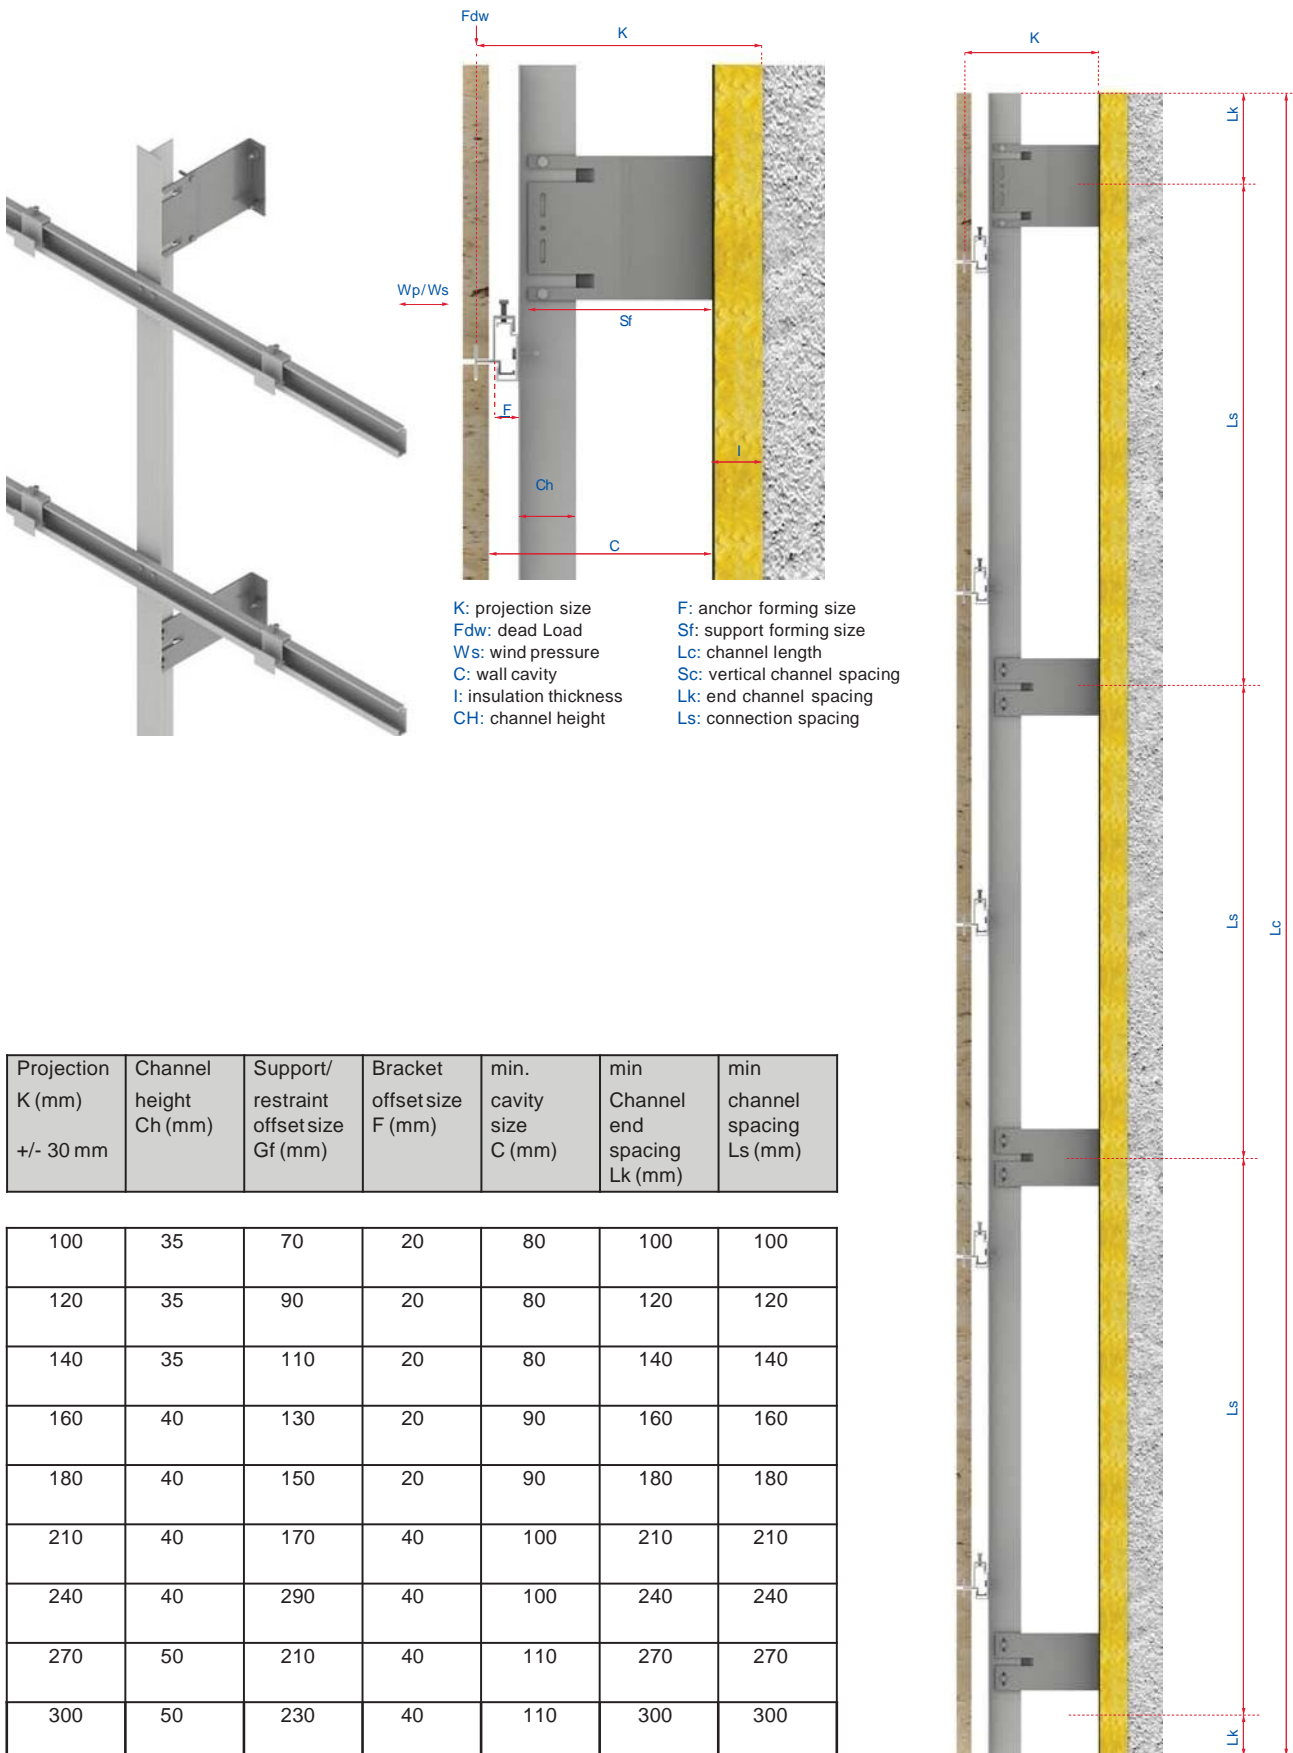 Fdw
K
Wp/Ws
Sf
F
I
Ch
C
K: projection size
Fdw: dead Load
Ws: wind pressure
C: wall cavity
I: insulation thickness
CH: channel height
F: anchor forming size
Sf: support forming size
Lc: channel length
Sc: vertical channel spacing
Lk: end channel spacing
Ls: connection spacing
K
Lk
Ls
Ls
Lc
Ls
Lk
Projection K (mm) +/- 30 mm
Channel height Ch (mm)
Support/ restraint offset size Gf (mm)
Bracket offset size F (mm)
min. cavity size C (mm)
min Channel end spacing Lk (mm)
min channel spacing Ls (mm)
100 35 70 20 80 100 100
120 35 90 20 80 120 120
140 35 110 20 80 140 140
160 40 130 20 90 160 160
180 40 150 20 90 180 180
210 40 170 40 100 210 210
240 40 290 40 100 240 240
270 50 210 40 110 270 270
300 50 230 40 110 300 300